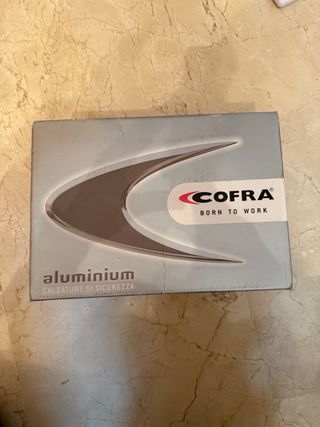 COFRA®
BORN TO WORK
aluminium
CALZATURE DI SICUREZZA